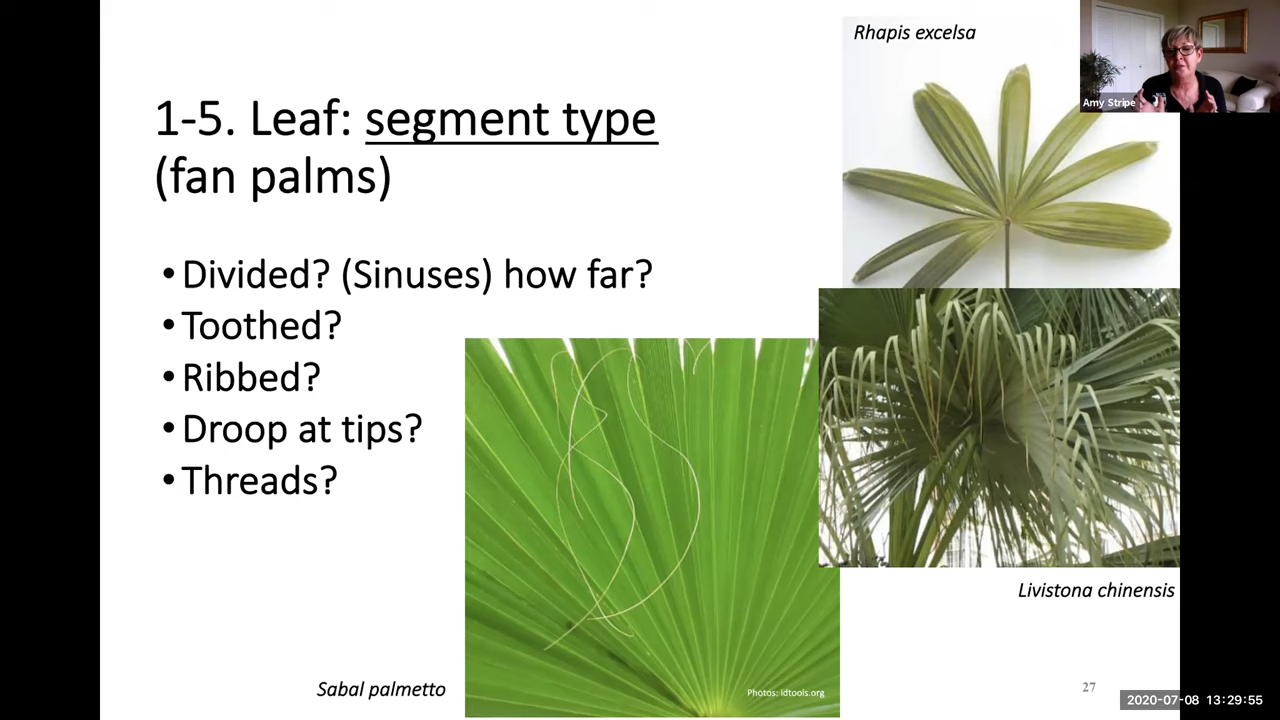 Rhapis excelsa
Amy Stripe
1-5. Leaf: segment type
(fan palms)
•Divided? (Sinuses) how far?
•Toothed?
•Ribbed?
•Droop at tips?
•Threads?
Livistona chinensis
Sabal palmetto
Photos: idtools.org
27
2020-07-08 13:29:55